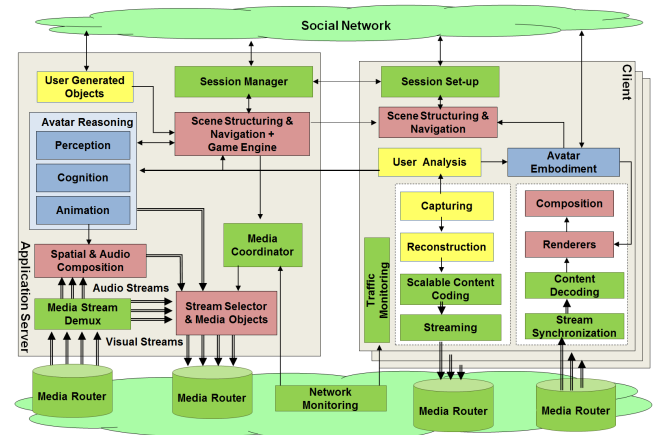 Social Network
User Generated
Objects
Session Manager
Session Set-up
Client
Avatar Reasoning
Perception
Cognition
Animation
Scene Structuring &
Navigation +
Game Engine
Scene Structuring &
Navigation
User Analysis
Avatar
Embodiment
Application Server
Spatial & Audio
Composition
Media
Coordinator
Traffic
Monitoring
Capturing
Reconstruction
Scalable Content
Coding
Streaming
Composition
Renderers
Content
Decoding
Stream
Synchronization
Audio Streams
Media Stream
Demux
Visual Streams
Stream Selector
& Media Objects
Media Router
Media Router
Network
Monitoring
Media Router
Media Router